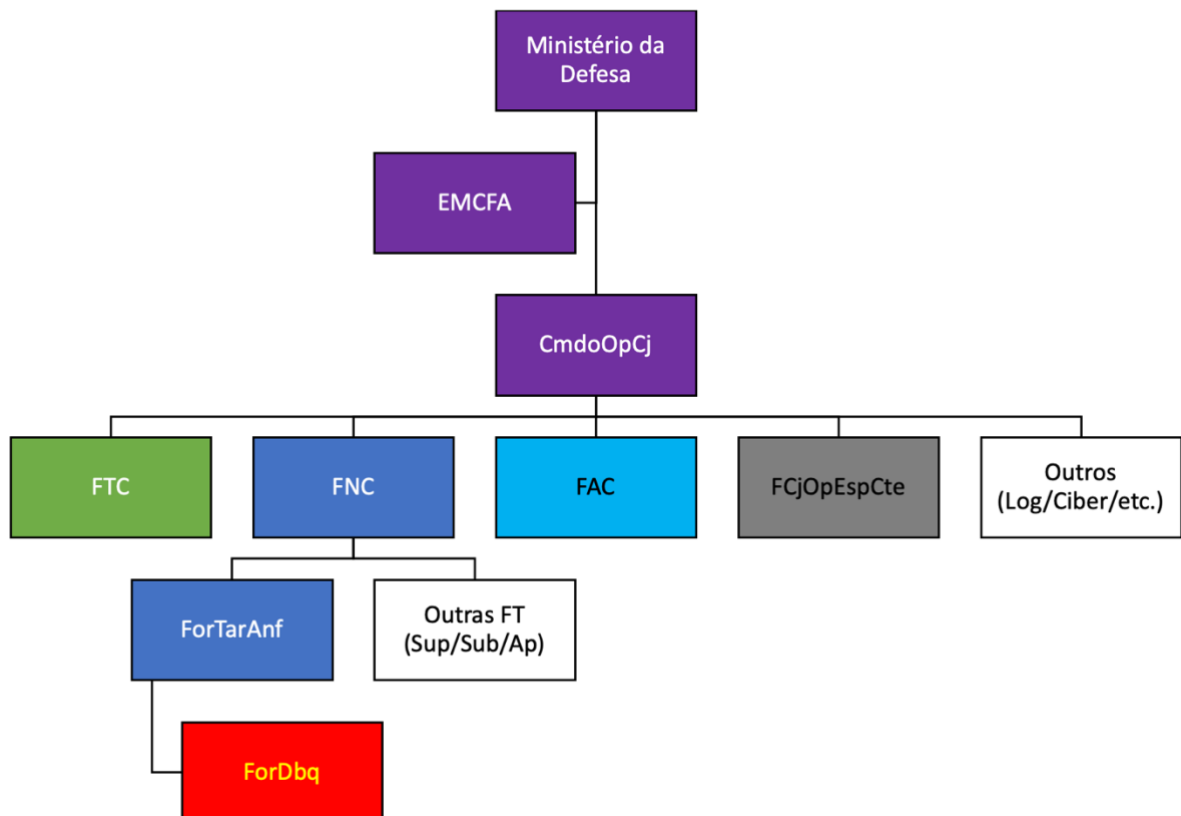 Ministério da
Defesa
EMCFA
CmdoOpCj
FTC
FNC
FAC
FCjOpEspCte
Outros
(Log/Ciber/etc.)
ForTarAnf
Outras FT
(Sup/Sub/Ap)
ForDbq